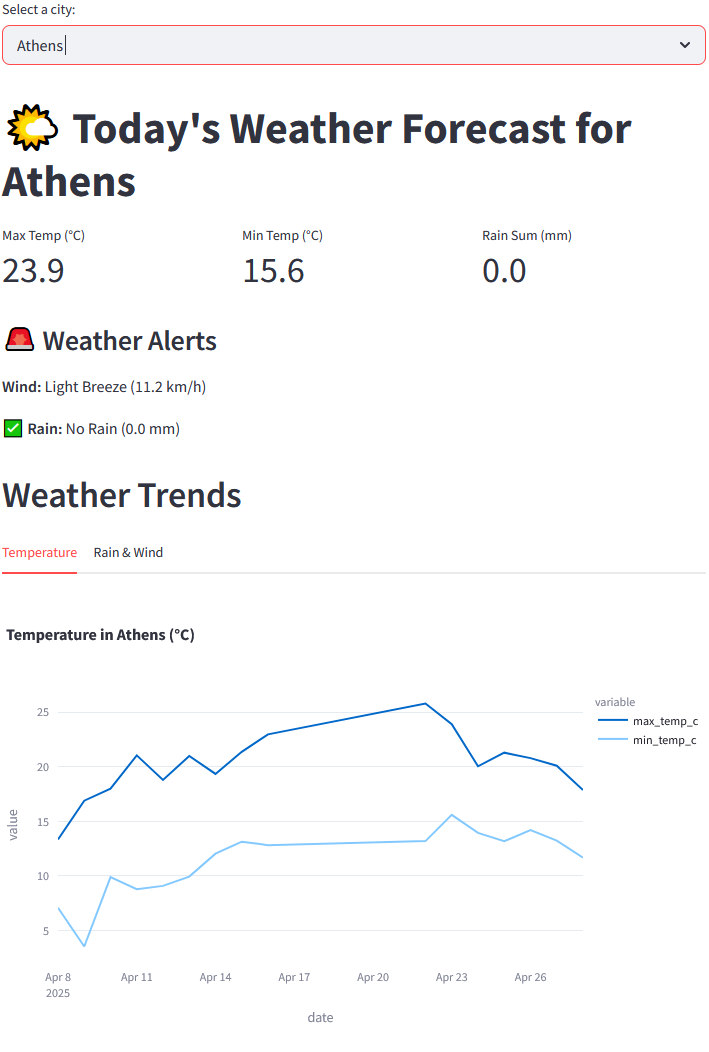 Select a city:
Athens
Today's Weather Forecast for
Athens
Max Temp (°C) Min Temp (°C) Rain Sum (mm)
23.9 15.6 0.0
Weather Alerts
Wind: Light Breeze (11.2 km/h)
Rain: No Rain (0.0 mm)
Weather Trends
Temperature Rain & Wind
Temperature in Athens (°C)
variable
max_temp_c
min_temp_c
25
20
15
10
5
value
Apr 8 Apr 11 Apr 14 Apr 17 Apr 20 Apr 23 Apr 26
2025
date